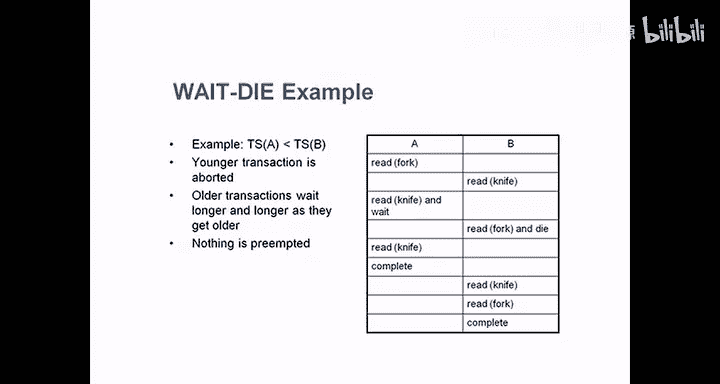 bilibili
WAIT-DIE Example
• Example: TS(A) < TS(B)
• Younger transaction is
aborted
• Older transactions wait
longer and longer as they
get older
• Nothing is preempted
A B
read (fork)
read (knife)
read (knife) and
wait
read (fork) and die
read (knife)
complete
read (knife)
read (fork)
complete